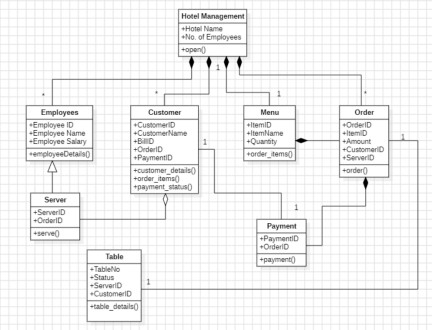 Hotel Management
+Hotel Name
+No. of Employees
+open()
*
*
1
1
*
Employees
+Employee ID
+Employee Name
+Employee Salary
+employeeDetails()
Customer
+CustomerID
+CustomerName
+BillID
+OrderID
+PaymentID
+customer_details()
+order_items()
+payment_status()
1
Menu
+ItemID
+ItemName
+Quantity
+order_items()
Order
+OrderID
+ItemID
+Amount
+CustomerID
+ServerID
+order()
1
Server
+ServerID
+OrderID
+serve()
1
Payment
+PaymentID
+OrderID
+payment()
Table
+TableNo
+Status
+ServerID
+CustomerID
+table_details()
1